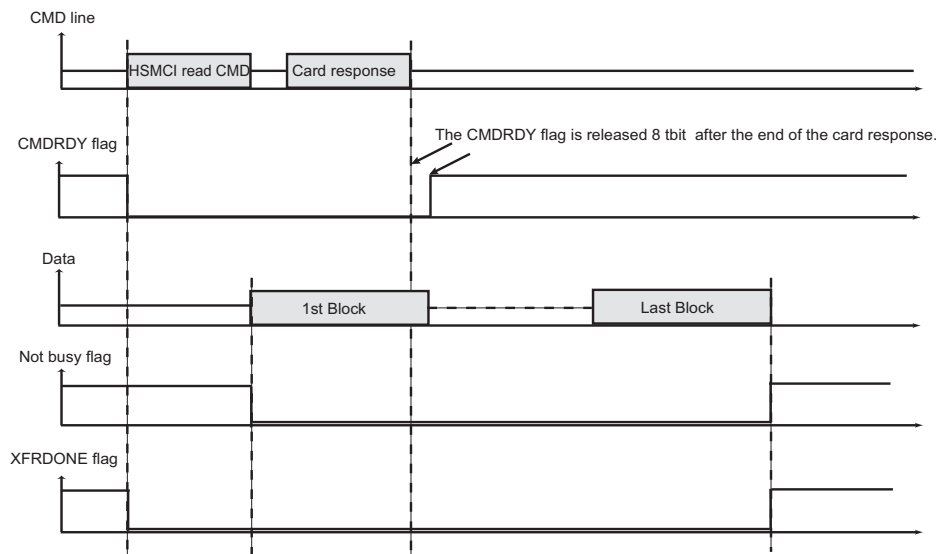 CMD line
HSMCI read CMD
Card response
The CMDRDY flag is released 8 tbit after the end of the card response.
CMDRDY flag
Data
1st Block
Last Block
Not busy flag
XFRDONE flag